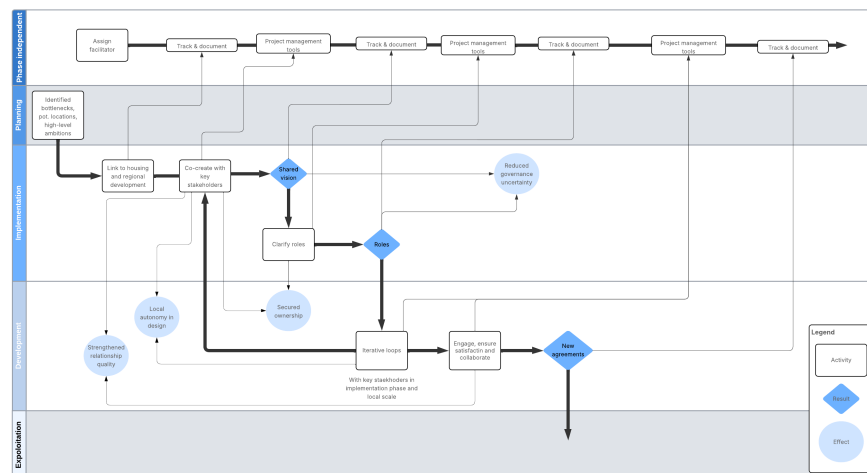 Phase independent
Assign
facilitator
Track & document
Project management
tools
Track & document
Project management
tools
Track & document
Project management
tools
Track & document
Planning
Identified
bottlenecks,
pot. locations,
high-level
ambitions
Implementation
Link to housing
and regional
development
Co-create with
key
stakeholders
Shared
vision
Reduced
governance
uncertainty
Clarify roles
Roles
Development
Local
autonomy in
design
Secured
ownership
Strengthened
relationship
quality
Iterative loops
Engage, ensure
satisfactin and
collaborate
New
agreements
With key staekhoders in
implementation phase and
local scale
Expoloitation
Legend
Activity
Result
Effect